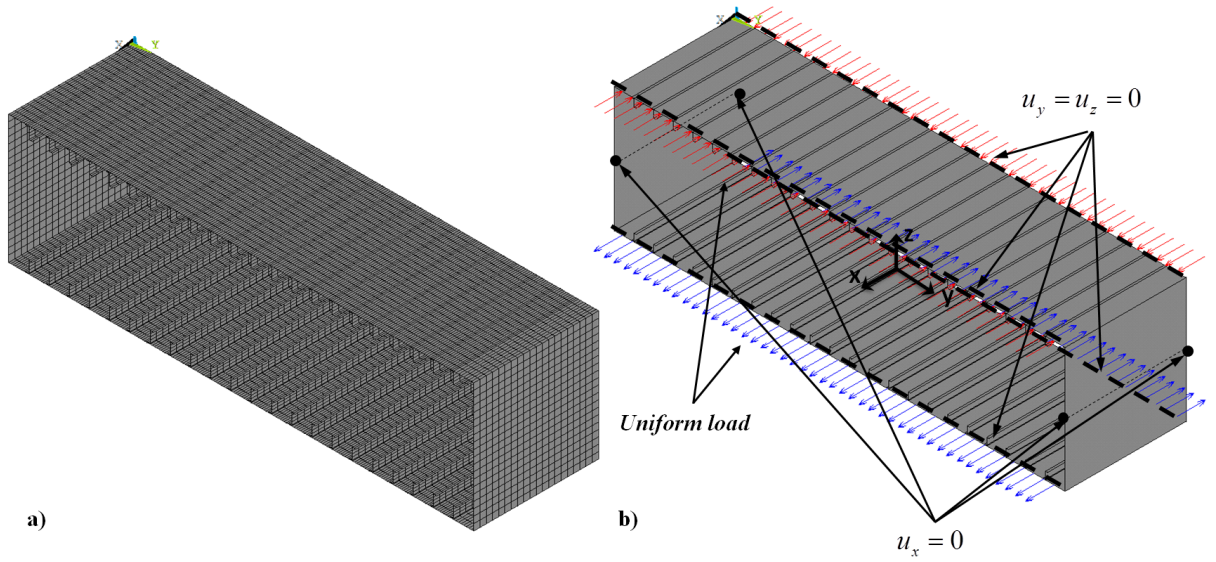 X Y
X Y
u_y = u_z = 0
z
x
y
Uniform load
a)
b)
u_x = 0